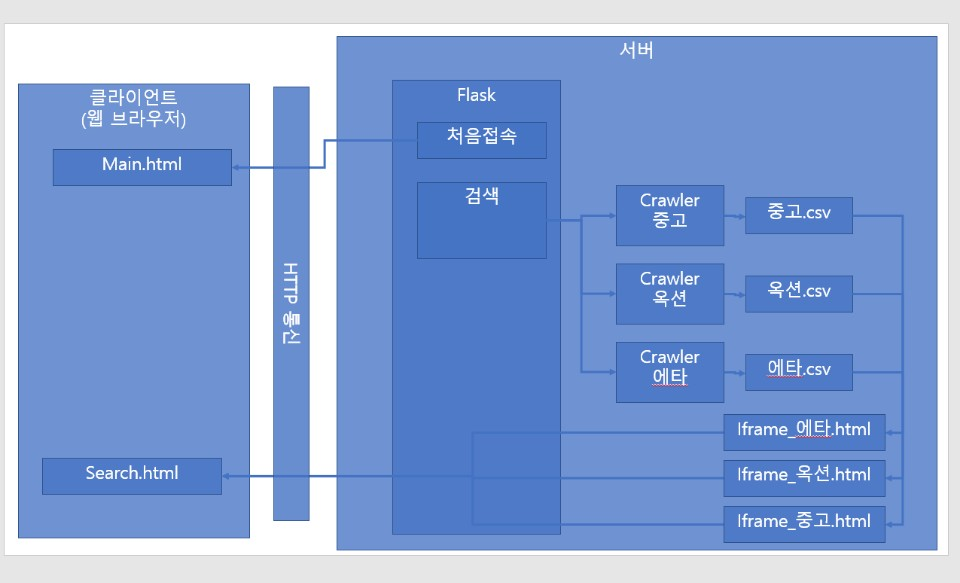 서버
클라이언트
(웹 브라우저)
Main.html
Search.html
HTTP 통신
Flask
처음접속
검색
Crawler
중고
중고.csv
Crawler
옥션
옥션.csv
Crawler
에타
에타.csv
Iframe_에타.html
Iframe_옥션.html
Iframe_중고.html